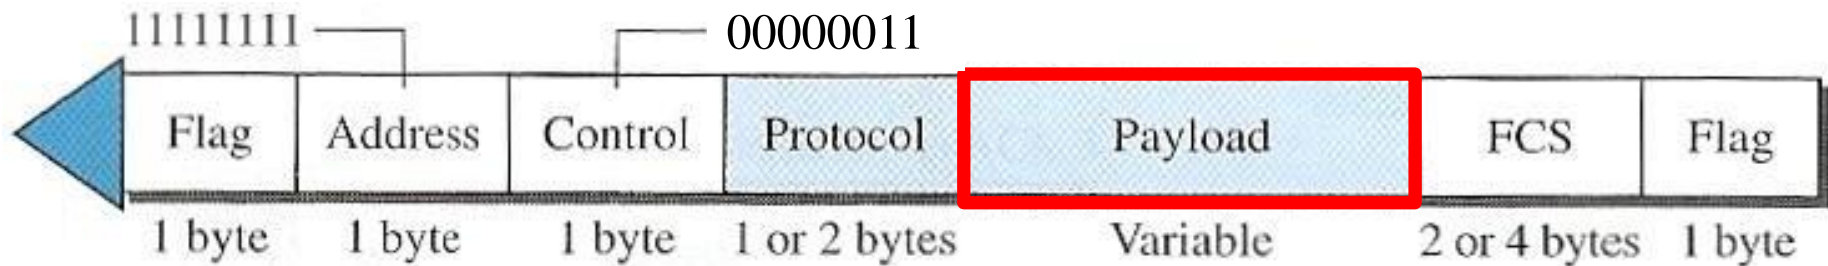 11111111 00000011
Flag Address Control Protocol Payload FCS Flag
1 byte 1 byte 1 byte 1 or 2 bytes Variable 2 or 4 bytes 1 byte